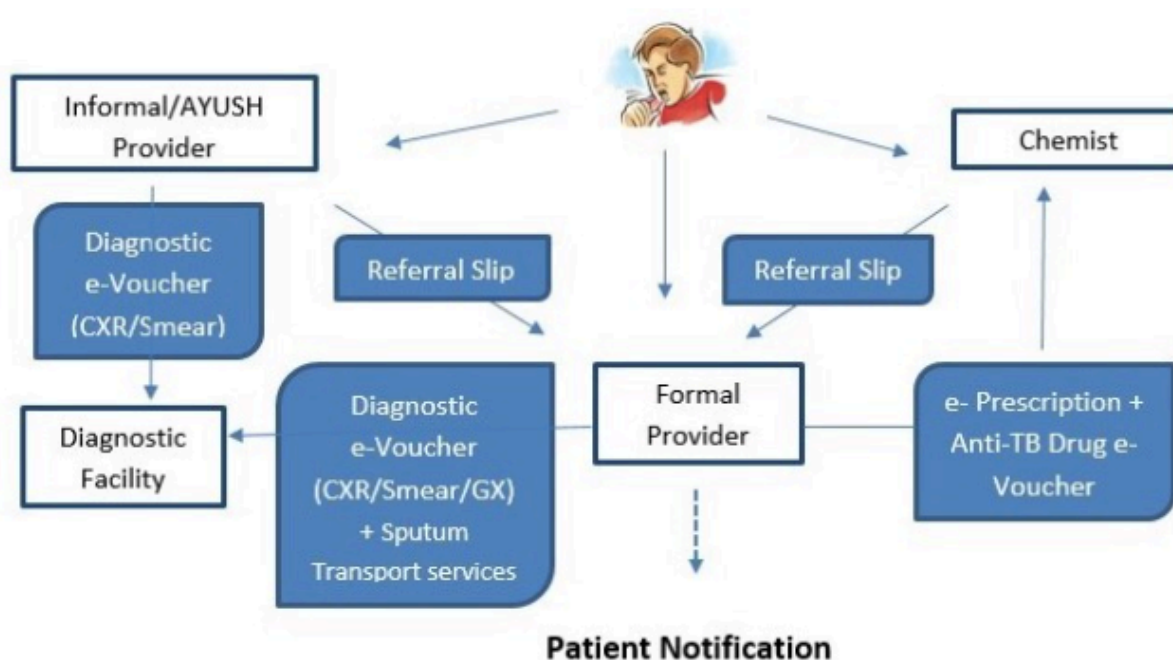 Informal/AYUSH
Provider
Chemist
Diagnostic
e-Voucher
(CXR/Smear)
Referral Slip
Referral Slip
Diagnostic
Facility
Diagnostic
e-Voucher
(CXR/Smear/GX)
+ Sputum
Transport services
Formal
Provider
e- Prescription +
Anti-TB Drug e-
Voucher
Patient Notification